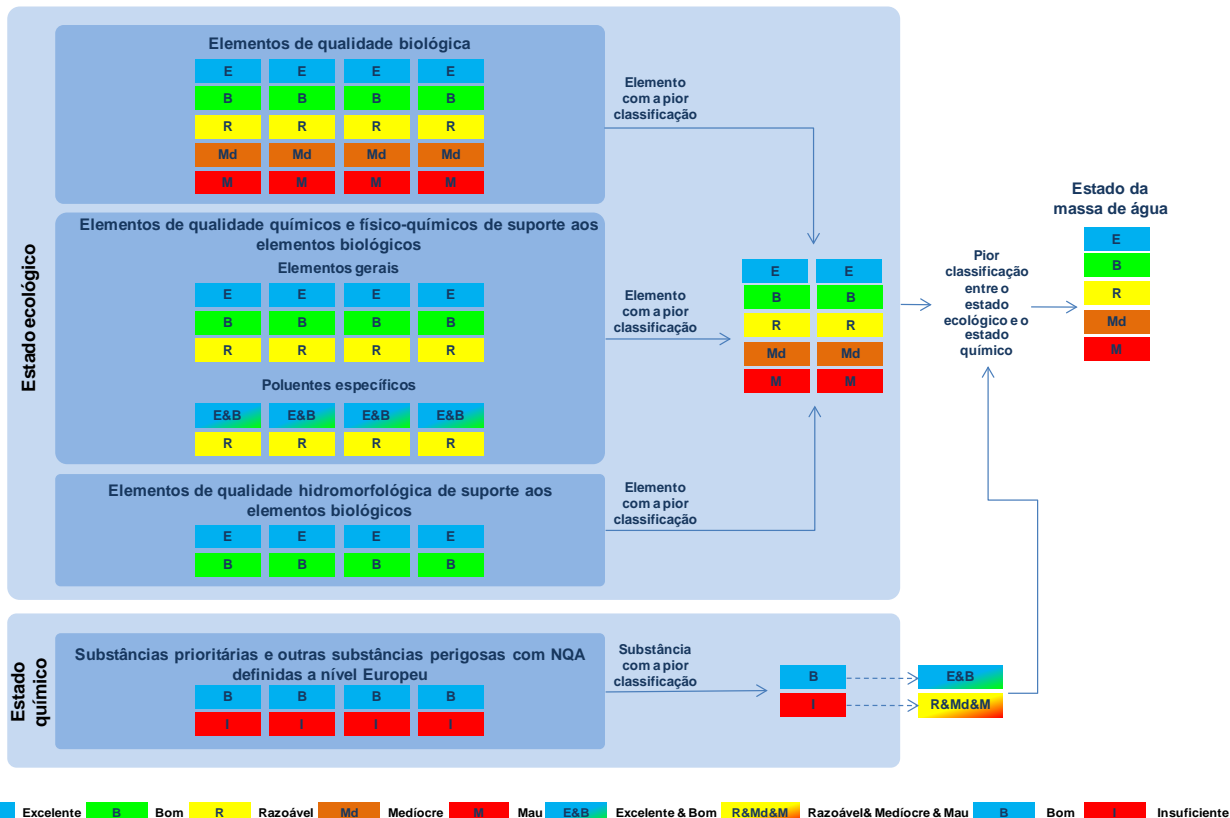 Estado ecológico
Elementos de qualidade biológica
E E E E
B B B B
R R R R
Md Md Md Md
M M M M
Elemento
com a pior
classificação
Elementos de qualidade químicos e físico-químicos de suporte aos
elementos biológicos
Elementos gerais
E E E E
B B B B
R R R R
Poluentes específicos
E&B E&B E&B E&B
R R R R
Elemento
com a pior
classificação
Elementos de qualidade hidromorfológica de suporte aos
elementos biológicos
E E E E
B B B B
Elemento
com a pior
classificação
E E
B B
R R
Md Md
M M
Pior
classificação
entre o
estado
ecológico e o
estado
químico
Estado da
massa de água
E
B
R
Md
M
Estado
químico
Substâncias prioritárias e outras substâncias perigosas com NQA
definidas a nível Europeu
B B B B
I I I I
Substância
com a pior
classificação
B
I
E&B
R&Md&M
Excelente B Bom R Razoável Md Medíocre M Mau E&B Excelente & Bom R&Md&M Razoável& Medíocre & Mau B Bom I Insuficiente